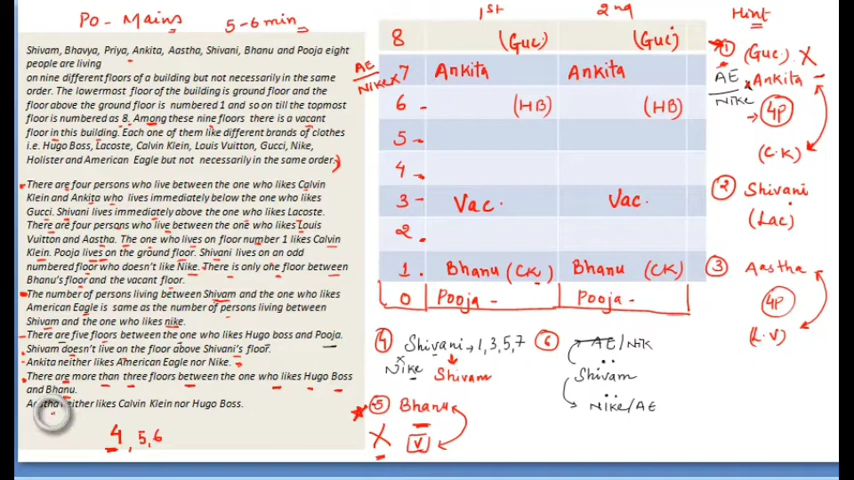 PO - Mains
5-6 min
Shivam, Bhavya, Priya, Ankita, Aastha, Shivani, Bhanu and Pooja eight
people are living
on nine different floors of a building but not necessarily in the same
order. The lowermost floor of the building is ground floor and the
floor above the ground floor is numbered 1 and so on till the topmost
floor is numbered as 8. Among these nine floors there is a vacant
floor in this building. Each one of them like different brands of clothes
i.e. Hugo Boss, Lacoste, Calvin Klein, Louis Vuitton, Gucci, Nike,
Holister and American Eagle but not necessarily in the same order.
There are four persons who live between the one who likes Calvin
Klein and Ankita who lives immediately below the one who likes
Gucci. Shivani lives immediately above the one who likes Lacoste.
There are four persons who live between the one who likes Louis
Vuitton and Aastha. The one who lives on floor number 1 likes Calvin
Klein. Pooja lives on the ground floor. Shivani lives on an odd
numbered floor who doesn't like Nike. There is only one floor between
Bhanu's floor and the vacant floor.
The number of persons living between Shivam and the one who likes
American Eagle is same as the number of persons living between
Shivam and the one who likes nike.
There are five floors between the one who likes Hugo boss and Pooja.
Shivam doesn't live on the floor above Shivani's floor.
Ankita neither likes American Eagle nor Nike.
There are more than three floors between the one who likes Hugo Boss
and Bhanu.
neither likes Calvin Klein nor Hugo Boss.
4, 5, 6
1st 2nd
8 (Guc) (Guc)
AE
Nike x 7 Ankita Ankita
6 (HB) (HB)
5
4
3 Vac. Vac.
2
1 Bhanu (CK) Bhanu (CK)
0 Pooja - Pooja -
Hint
① (Guc) X
AE
Nike x Ankita
4P
(C.K)
② Shivani
(Lac)
③ Aastha
4P
(L.V)
④ Shivani → 1, 3, 5, 7
x
Nike Shivam
⑤ Bhanu
X V
⑥ AE/Nik
Shivam
Nike/AE